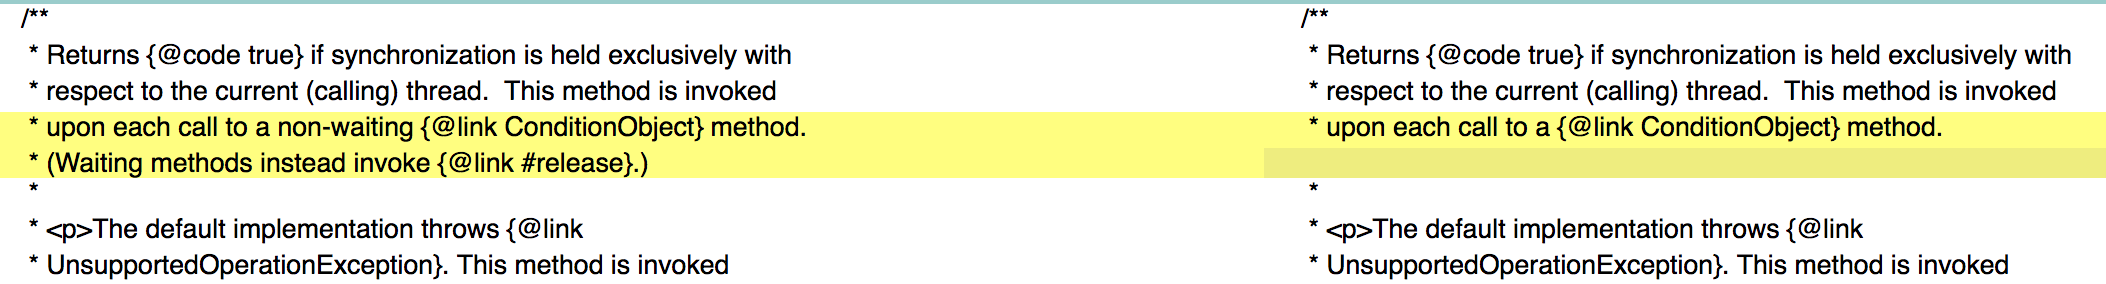 /**
* Returns {@code true} if synchronization is held exclusively with
* respect to the current (calling) thread.  This method is invoked
* upon each call to a non-waiting {@link ConditionObject} method.
* (Waiting methods instead invoke {@link #release}.)
*
* <p>The default implementation throws {@link
* UnsupportedOperationException}. This method is invoked
/**
* Returns {@code true} if synchronization is held exclusively with
* respect to the current (calling) thread.  This method is invoked
* upon each call to a {@link ConditionObject} method.
*
* <p>The default implementation throws {@link
* UnsupportedOperationException}. This method is invoked